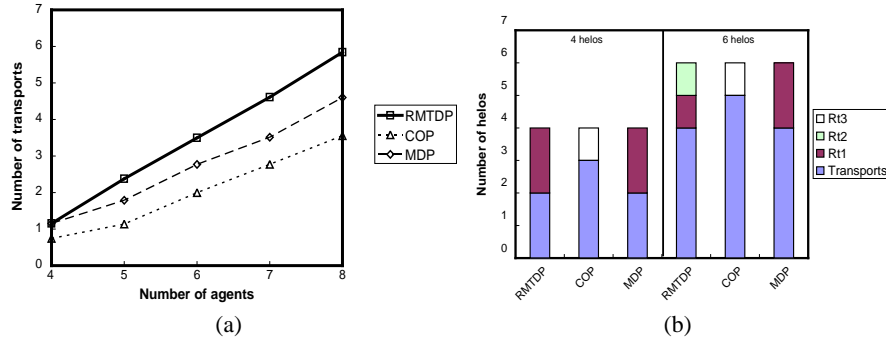 7
6
5
4
3
2
1
0
Number of transports
4 5 6 7 8
Number of agents
RMTDP
COP
MDP
(a)
7
6
5
4
3
2
1
0
Number of helos
4 helos 6 helos
RMTDP COP MDP RMTDP COP MDP
Rt3
Rt2
Rt1
Transports
(b)